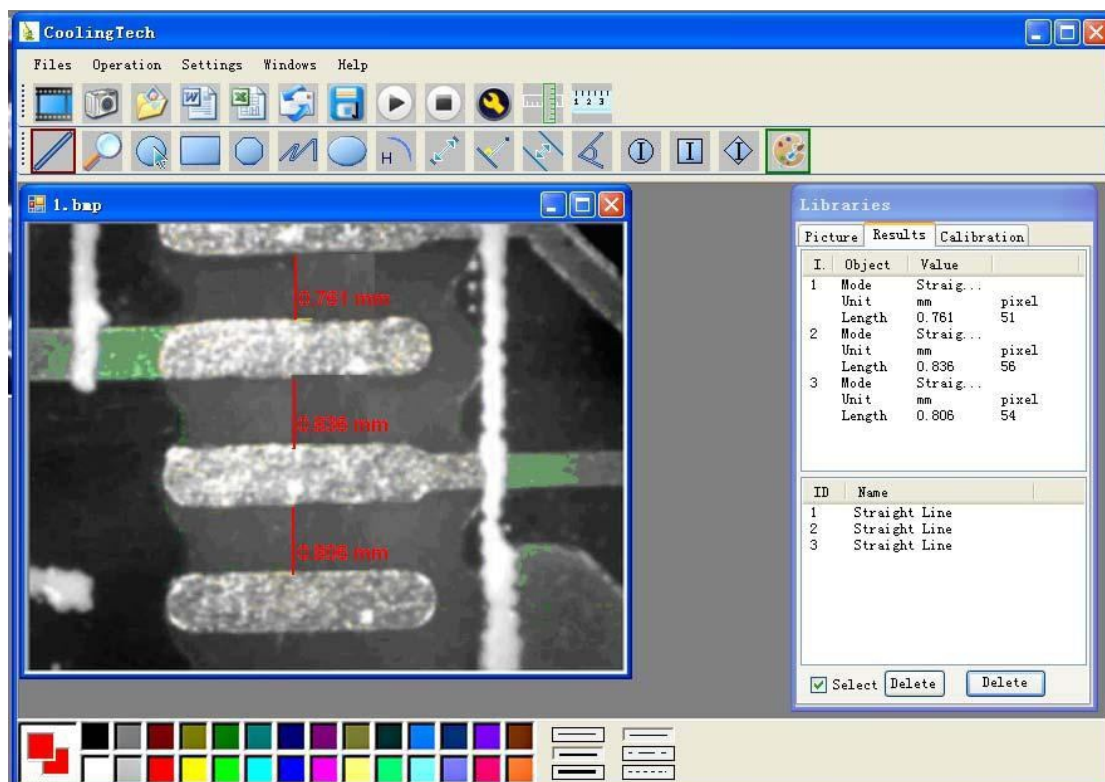 CoolingTech
Files Operation Settings Windows Help
1 2 3
H
1.bmp
0.761 mm
0.836 mm
0.806 mm
Libraries
Picture Results Calibration
I. Object Value
1 Mode Straig...
Unit mm pixel
Length 0.761 51
2 Mode Straig...
Unit mm pixel
Length 0.836 56
3 Mode Straig...
Unit mm pixel
Length 0.806 54
ID Name
1 Straight Line
2 Straight Line
3 Straight Line
Select Delete Delete